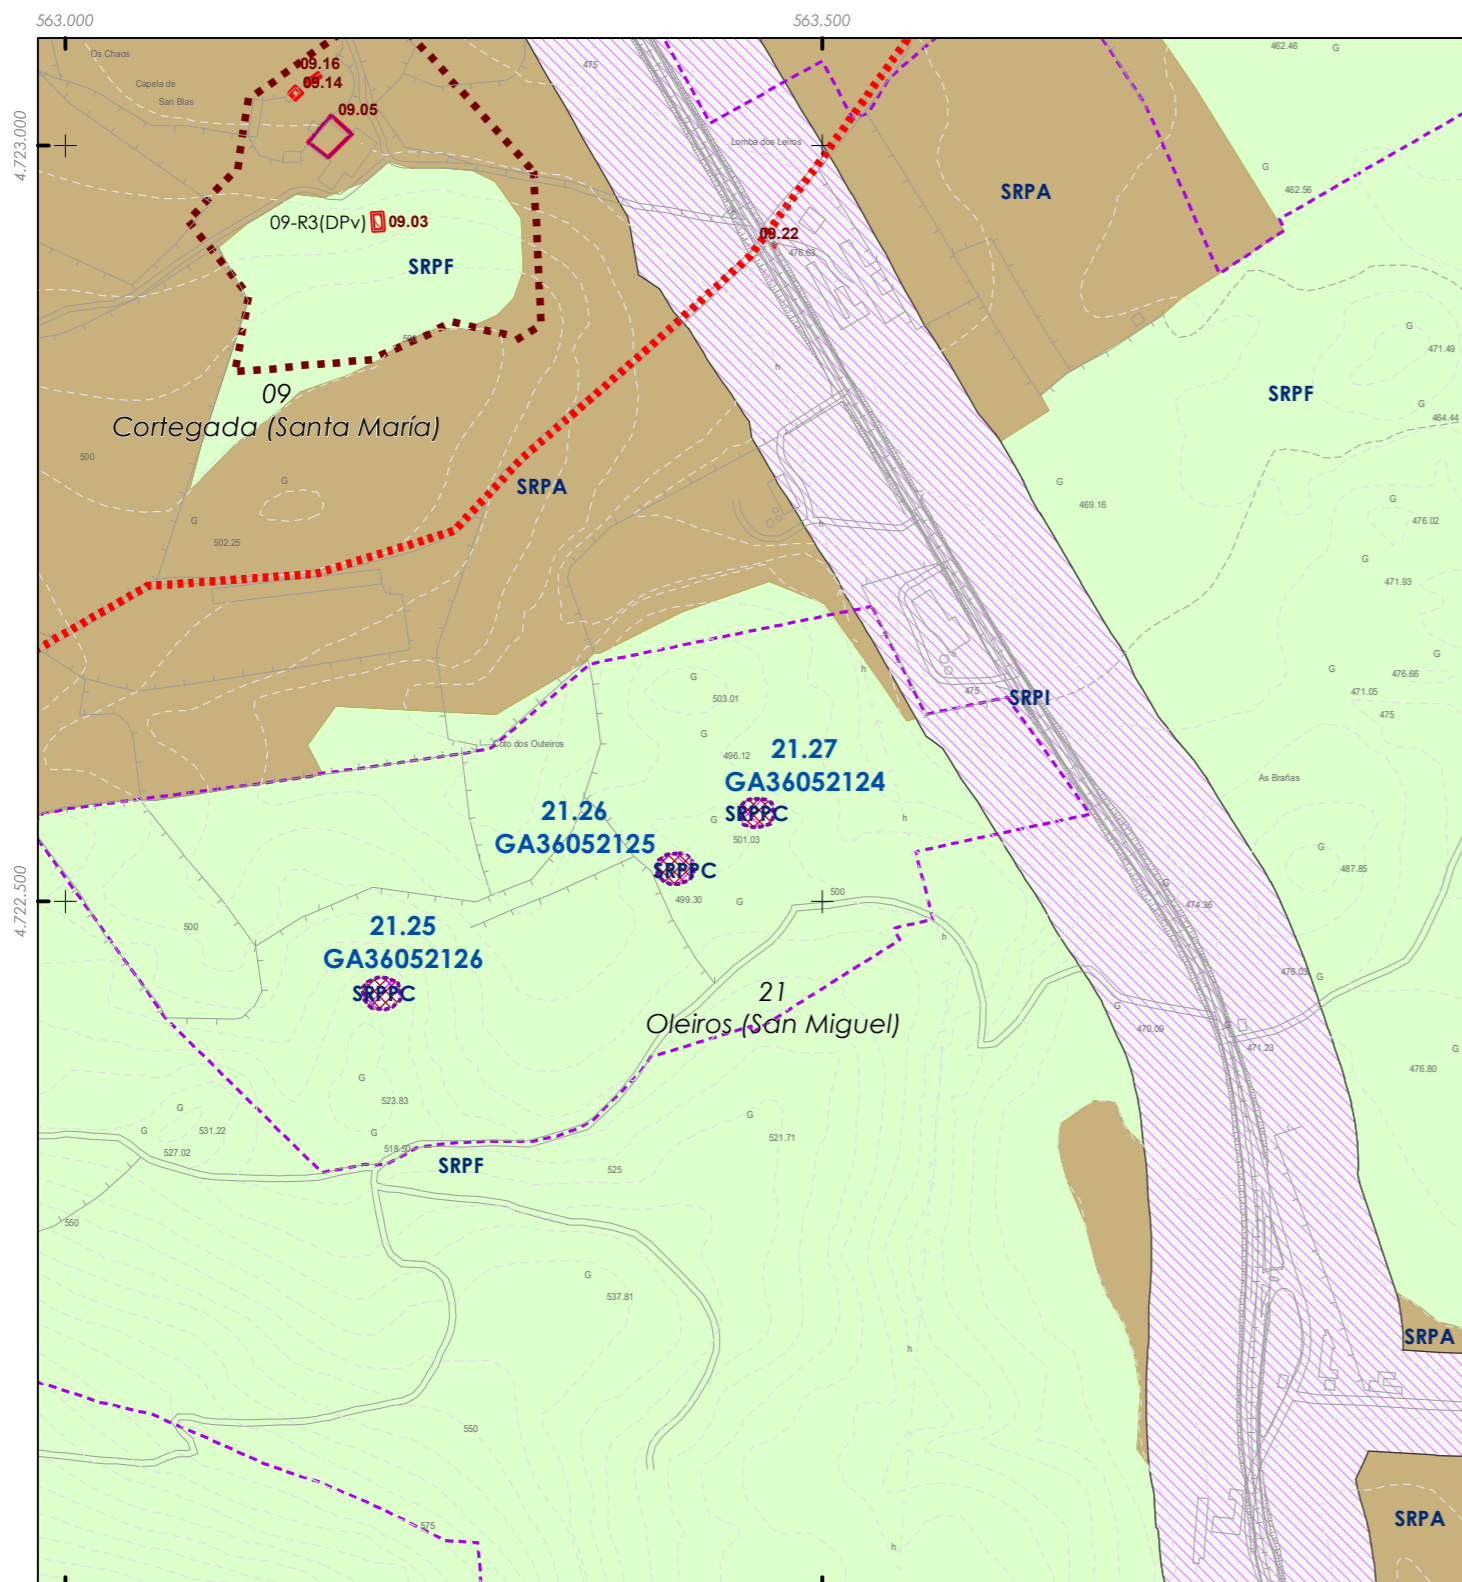 563.000
563.500
4.723.000
4.722.500
Os Chaos
Capela de
San Blas
09.16
09.14
09.05
09-R3(DPv)
09.03
SRPF
475
Lomba dos Leiros
09.22
476.63
462.46
G
G
462.56
SRPA
09
Cortegada (Santa María)
500
500
G
G
502.25
SRPA
h
h
G
471.49
SRPF
G
464.44
G
469.16
G
476.02
G
471.93
h
475
SRPI
G
G
476.66
471.05
475
G
503.01
Coto dos Outeiros
G
496.12
21.27
GA36052124
SRPPC
G
501.03
h
As Brañas
21.26
GA36052125
SRPPC
499.30
G
500
G
487.85
G
474.36
21.25
GA36052126
SRPPC
500
h
G
476.03
21
Oleiros (San Miguel)
G
470.09
G
471.23
G
476.80
G
523.83
G
531.22
G
527.02
G
518.50
SRPF
525
G
521.71
550
G
537.81
h
SRPA
550
575
h
SRPA